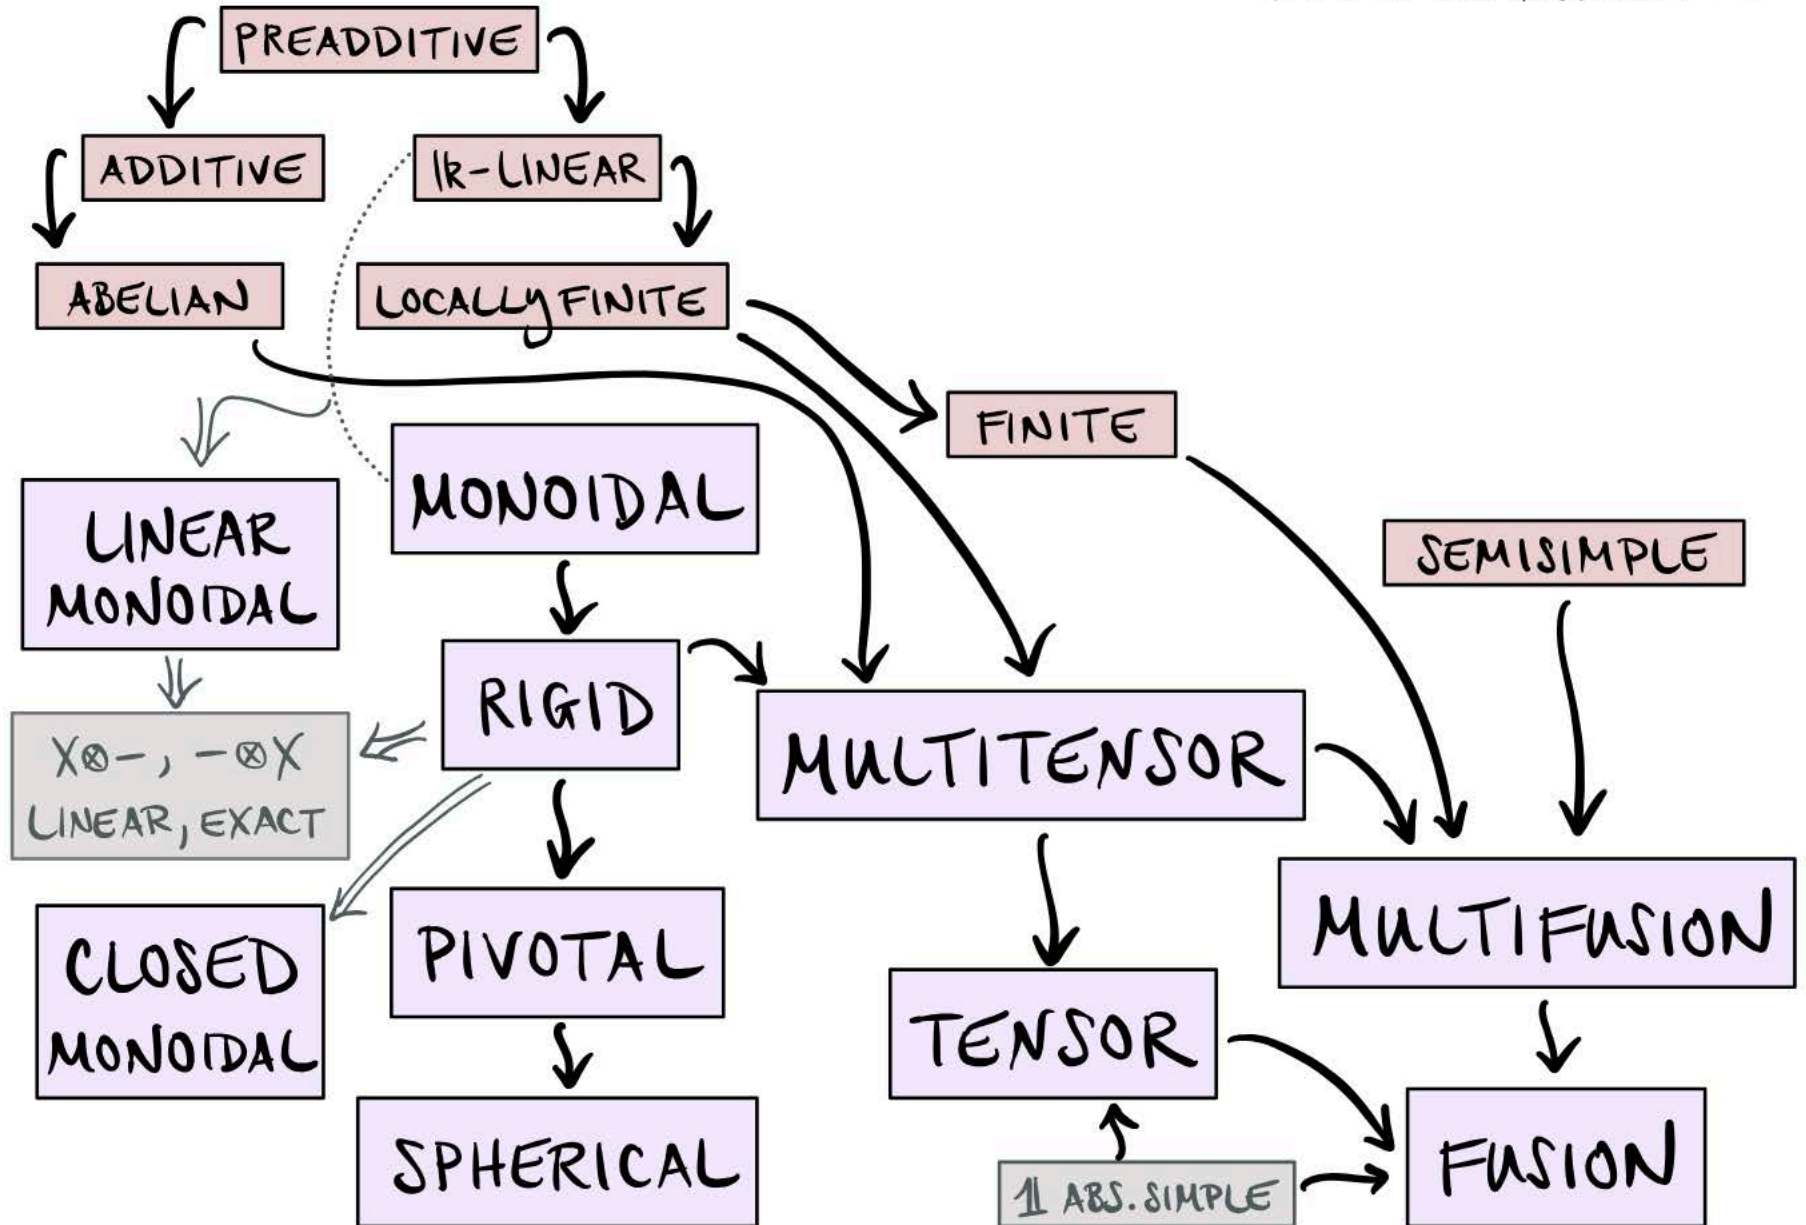 PREADDITIVE
ADDITIVE
𝕜-LINEAR
ABELIAN
LOCALLY FINITE
FINITE
MONOIDAL
LINEAR
MONOIDAL
SEMISIMPLE
RIGID
MULTITENSOR
X⊗-, -⊗X
LINEAR, EXACT
PIVOTAL
MULTIFUSION
CLOSED
MONOIDAL
TENSOR
SPHERICAL
FUSION
𝟙 ABS. SIMPLE